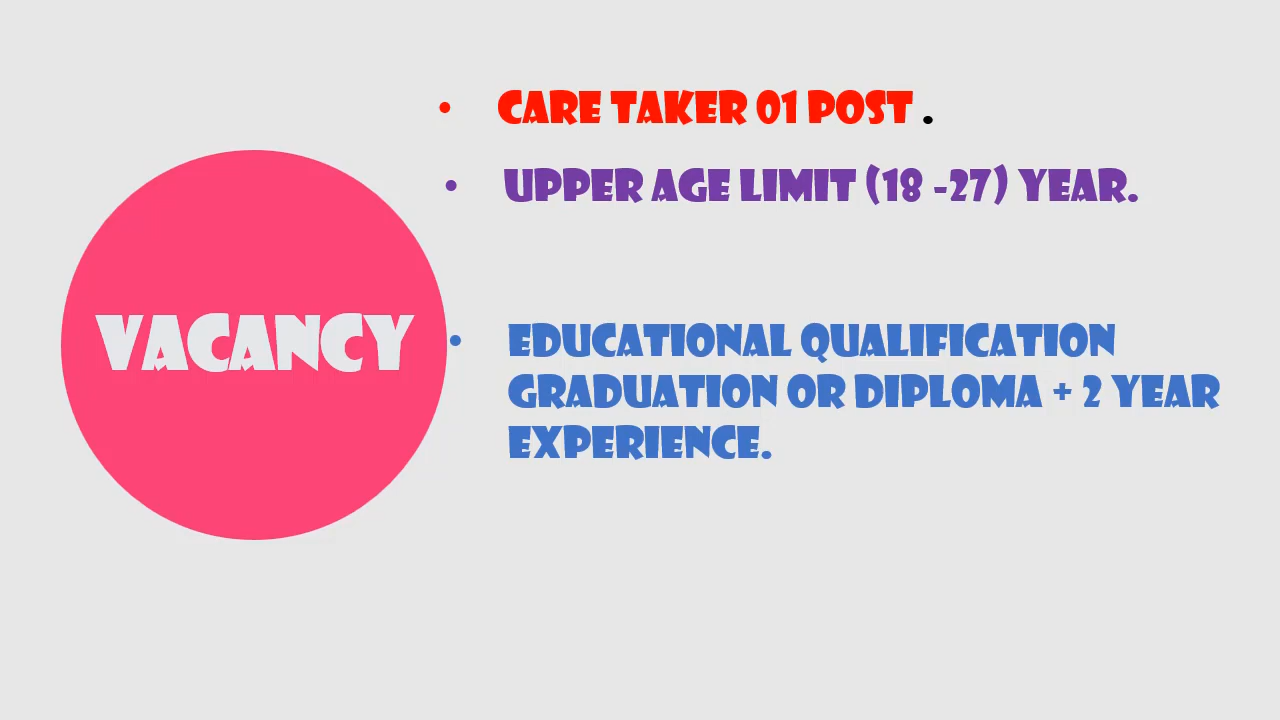 VACANCY
• CARE TAKER 01 POST .
• UPPER AGE LIMIT (18 -27) YEAR.
• EDUCATIONAL QUALIFICATION
GRADUATION OR DIPLOMA + 2 YEAR
EXPERIENCE.